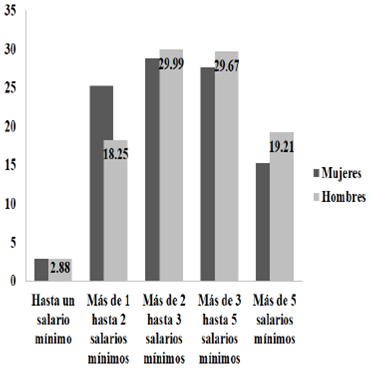 35
30
25
20
15
10
5
0
2.88
18.25
29.99
29.67
19.21
Hasta un
salario
mínimo
Más de 1
hasta 2
salarios
mínimos
Más de 2
hasta 3
salarios
mínimos
Más de 3
hasta 5
salarios
mínimos
Más de 5
salarios
mínimos
Mujeres
Hombres